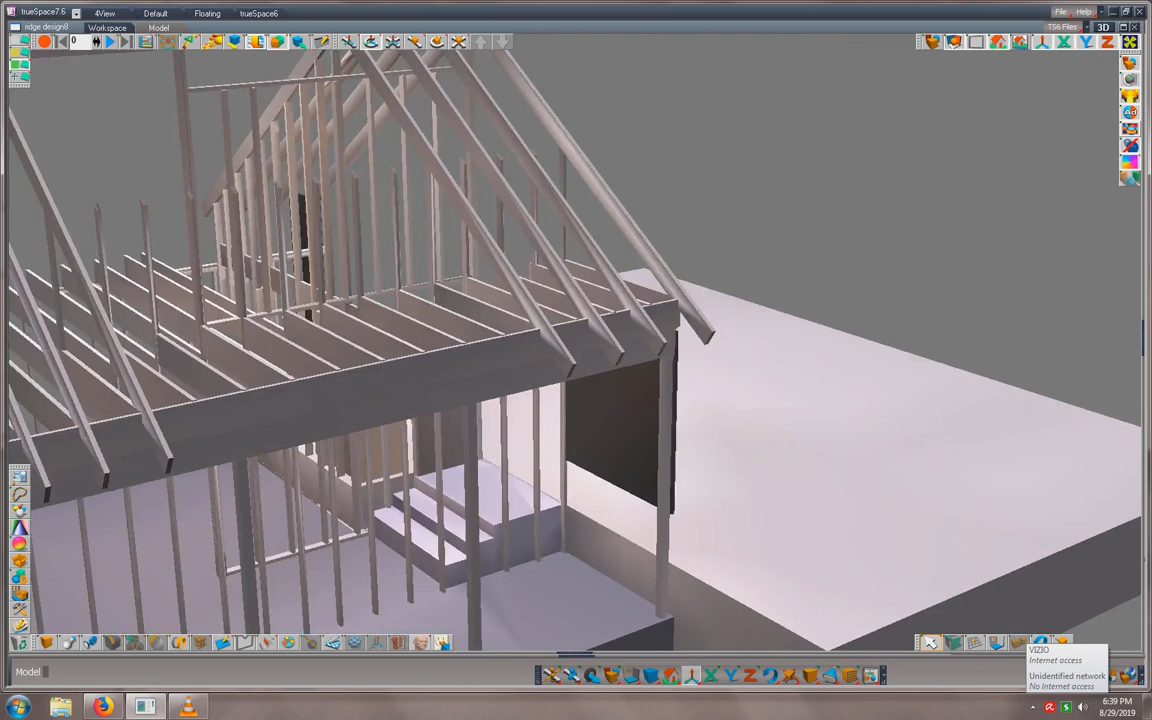 trueSpace7.6
4View
Default
Floating
trueSpace6
File
Help
ridge design8
Workspace
Model
TS6 Files
3D
0
Model
VIZIO
Internet access
Unidentified network
No Internet access
6:39 PM
8/29/2019